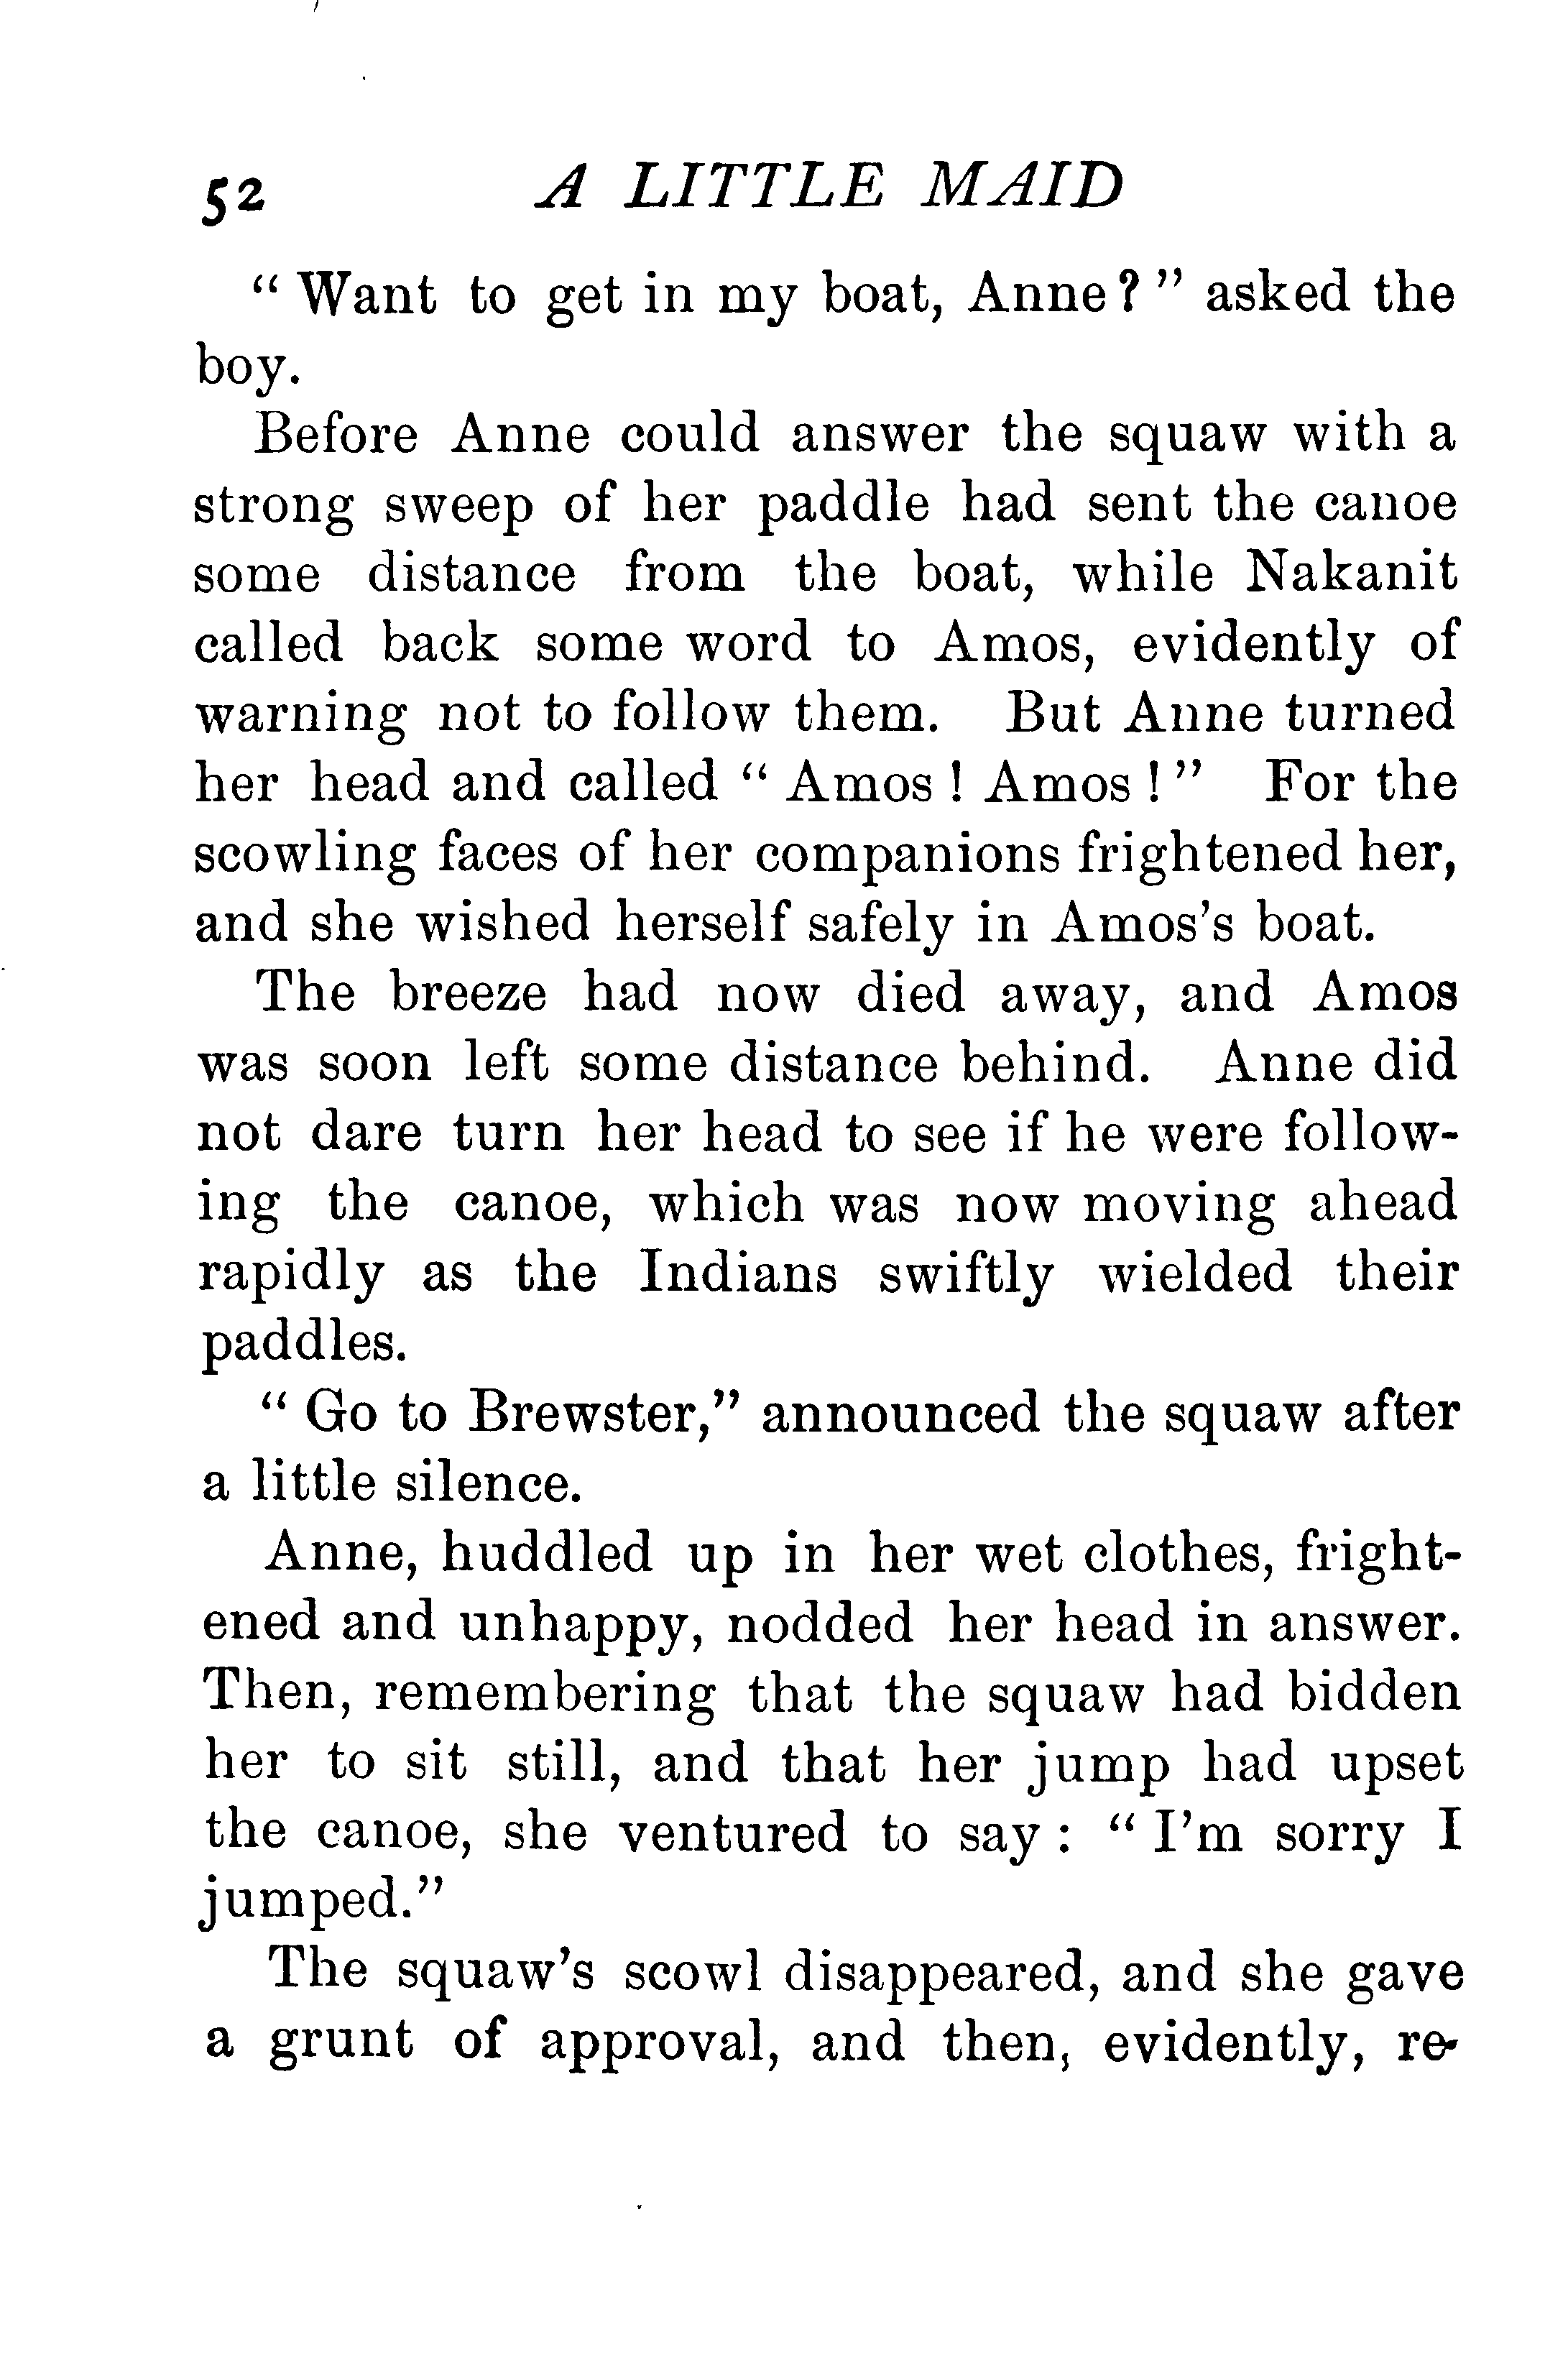 52 A LITTLE MAID
“ Want to get in my boat, Anne ? ” asked the
boy.
Before Anne could answer the squaw with a
strong sweep of her paddle had sent the canoe
some distance from the boat, while Nakanit
called back some word to Amos, evidently of
warning not to follow them. But Anne turned
her head and called “ Amos ! Amos ! ” For the
scowling faces of her companions frightened her,
and she wished herself safely in Amos’s boat.
The breeze had now died away, and Amos
was soon left some distance behind. Anne did
not dare turn her head to see if he were follow-
ing the canoe, which was now moving ahead
rapidly as the Indians swiftly wielded their
paddles.
“ Go to Brewster,” announced the squaw after
a little silence.
Anne, huddled up in her wet clothes, fright-
ened and unhappy, nodded her head in answer.
Then, remembering that the squaw had bidden
her to sit still, and that her jump had upset
the canoe, she ventured to say : “ I’m sorry I
jumped.”
The squaw’s scowl disappeared, and she gave
a grunt of approval, and then, evidently, re-